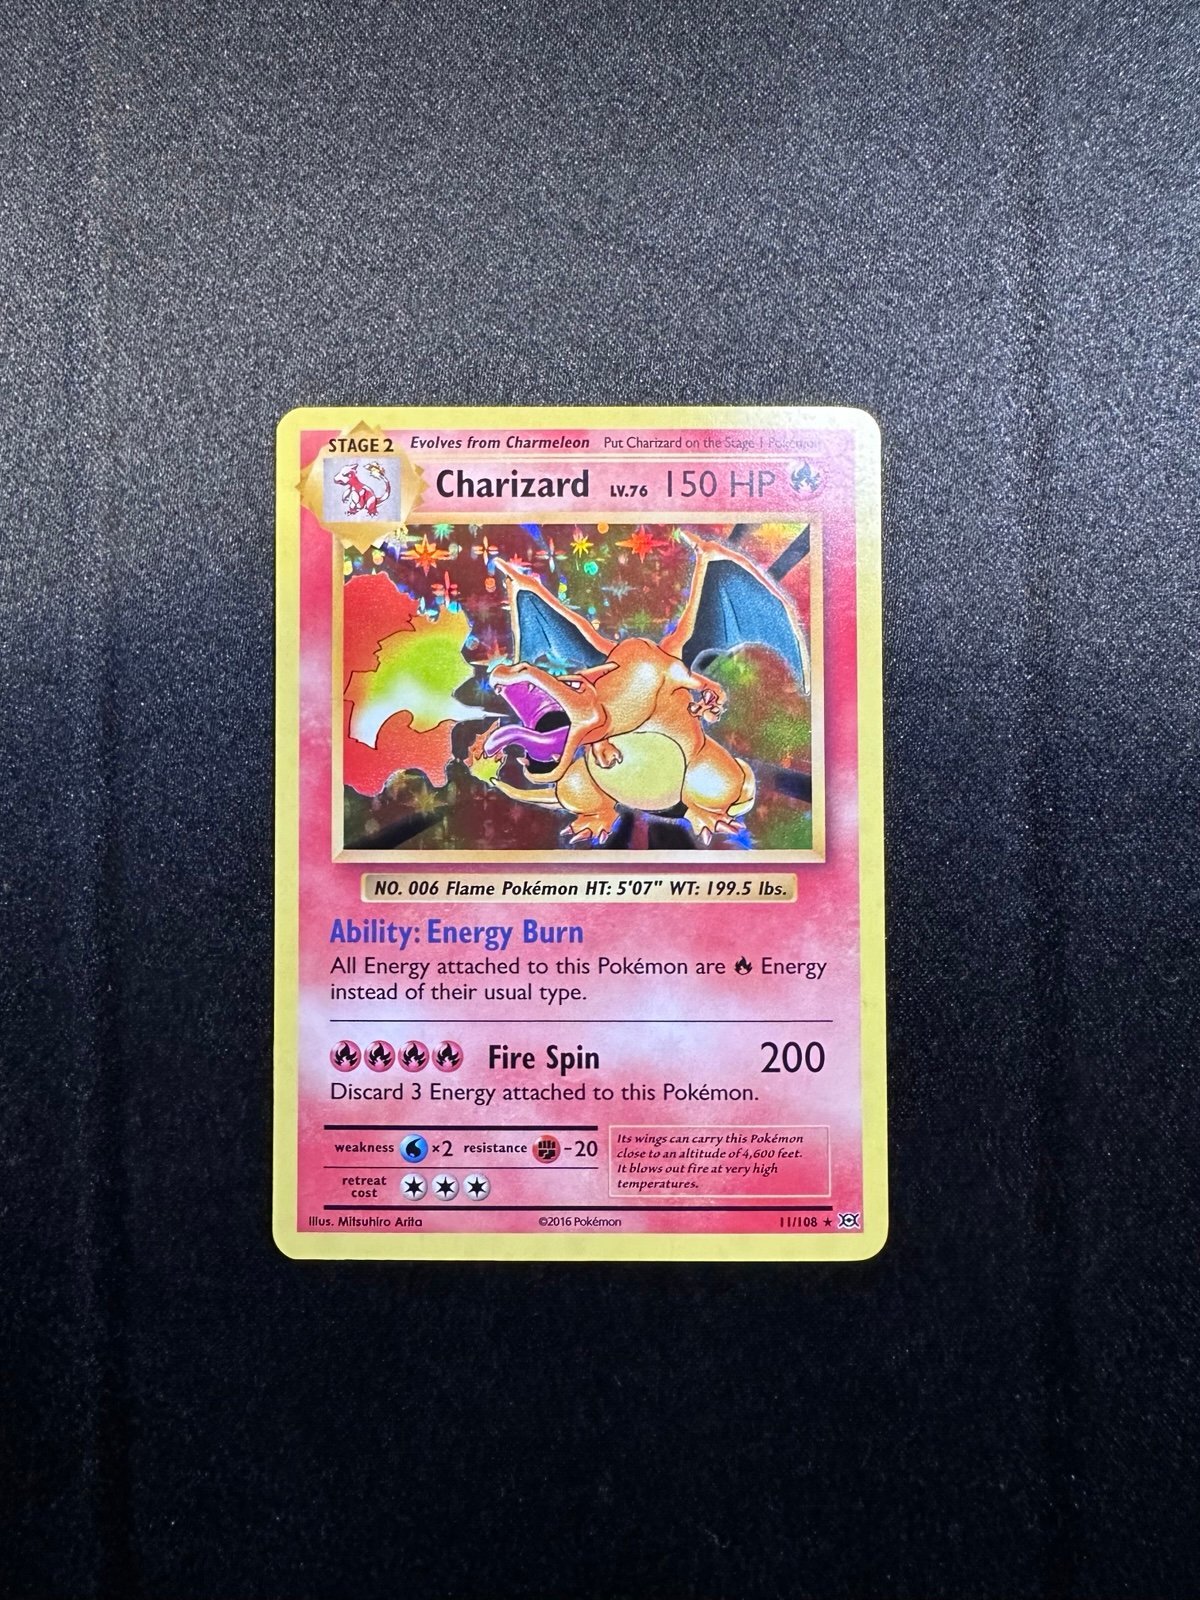 STAGE 2 Evolves from Charmeleon Put Charizard on the Stage 1 Pokémon
Charizard LV.76 150 HP
NO. 006 Flame Pokémon HT: 5'07" WT: 199.5 lbs.
Ability: Energy Burn
All Energy attached to this Pokémon are Energy
instead of their usual type.
Fire Spin 200
Discard 3 Energy attached to this Pokémon.
weakness ×2 resistance -20
retreat
cost
Its wings can carry this Pokémon
close to an altitude of 4,600 feet.
It blows out fire at very high
temperatures.
Illus. Mitsuhiro Arita ©2016 Pokémon 11/108 ★